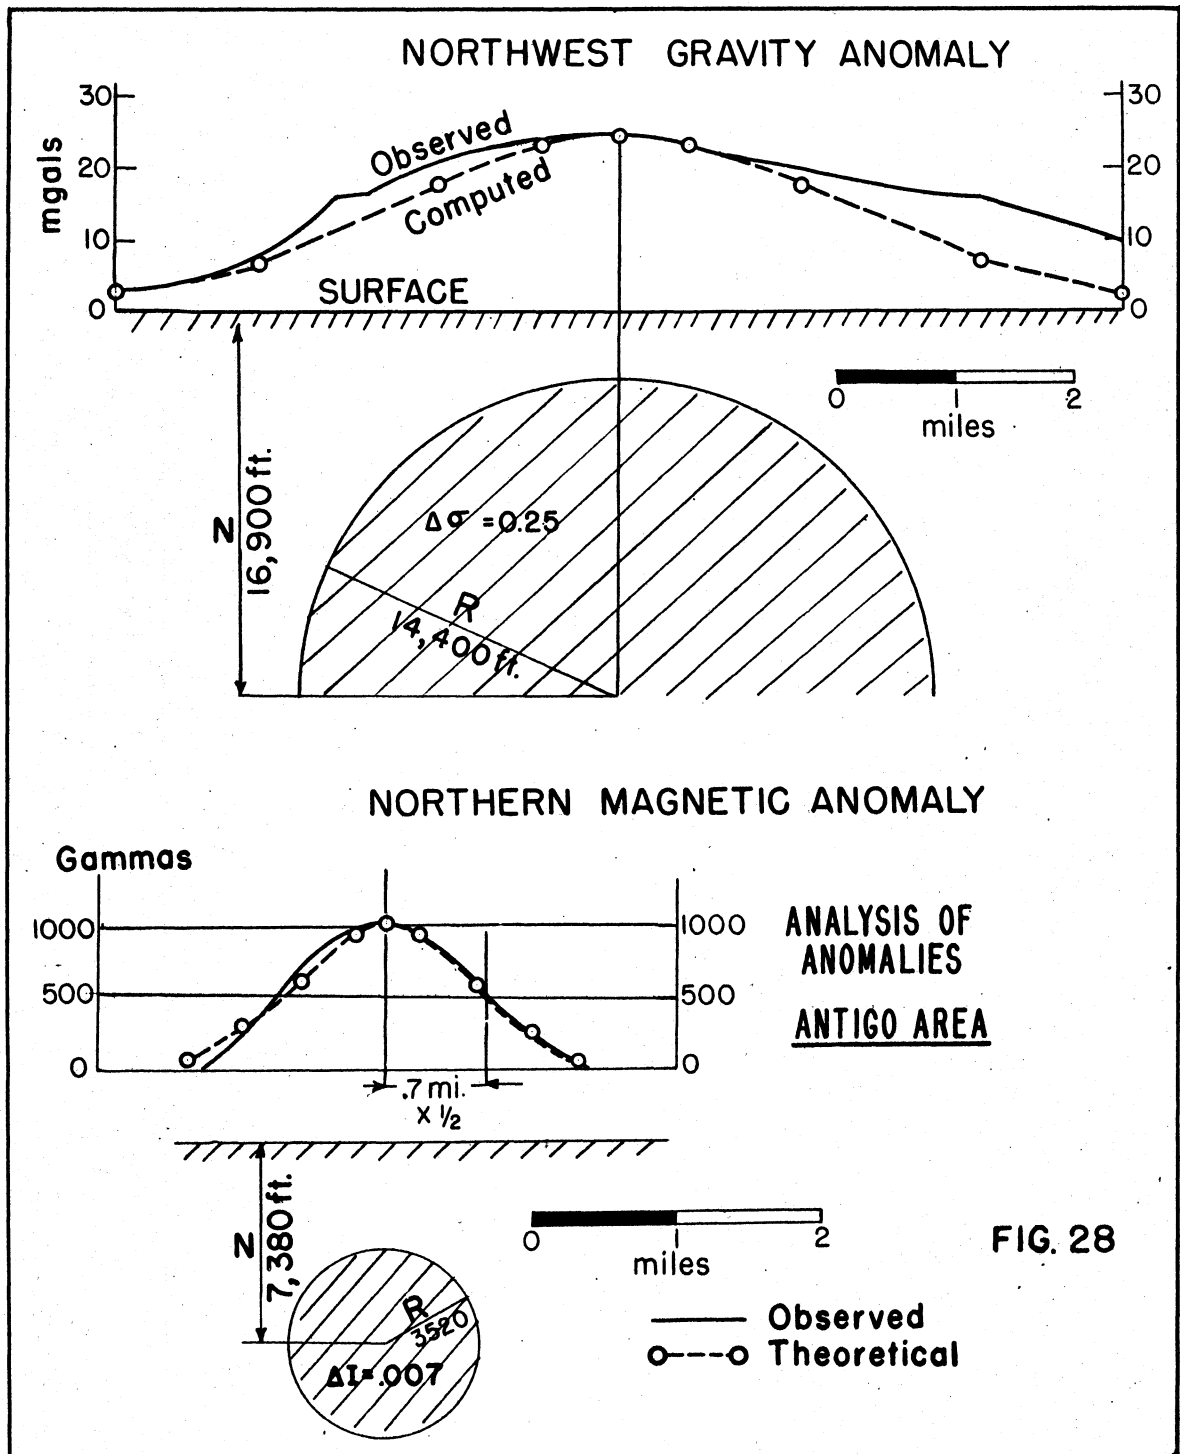 NORTHWEST GRAVITY ANOMALY
30
20
10
0
mgals
30
20
10
0
Observed
Computed
SURFACE
0 1 2
miles
N
16,900 ft.
Δσ = 0.25
R
14,400 ft.
NORTHERN MAGNETIC ANOMALY
Gammas
1000
500
0
1000
500
0
.7 mi.
X 1/2
ANALYSIS OF
ANOMALIES
ANTIGO AREA
N
7,380 ft.
0 1 2
miles
R
3520
ΔI=.007
FIG. 28
Observed
Theoretical